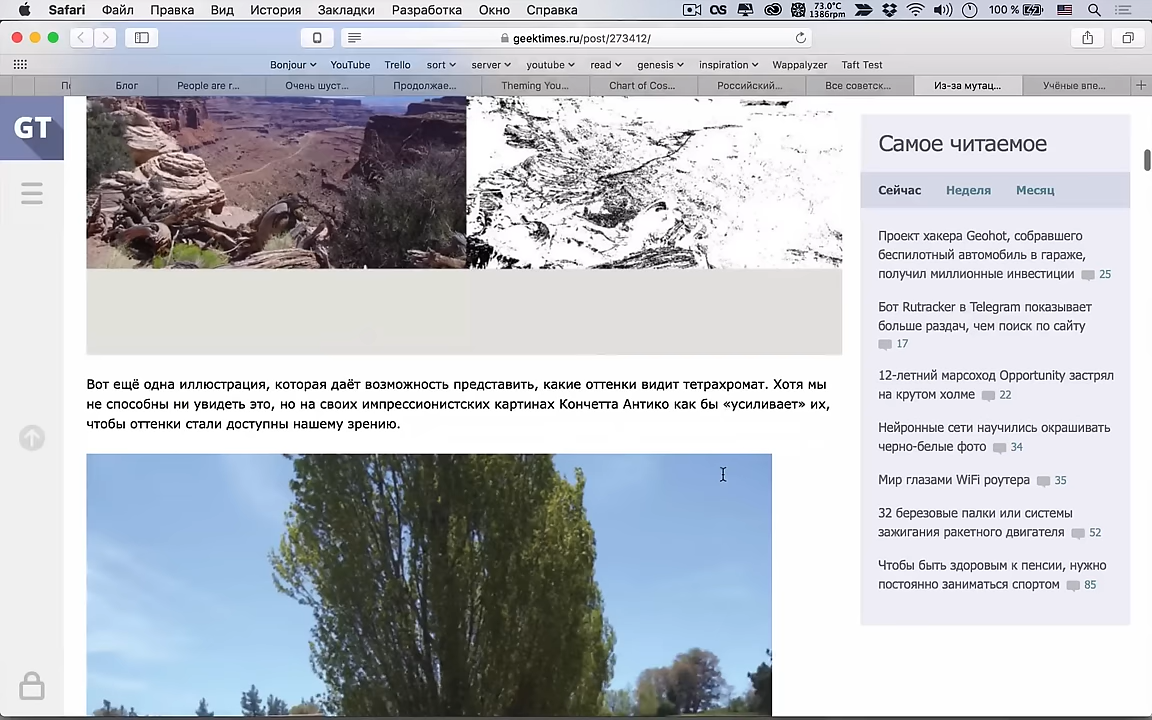 Safari Файл Правка Вид История Закладки Разработка Окно Справка
73.0°C
1386rpm
100 %
geektimes.ru/post/273412/
Bonjour YouTube Trello sort server youtube read genesis inspiration Wappalyzer Taft Test
Блог People are r... Очень шуст... Продолжае... Theming You... Chart of Cos... Российский... Все советск... Из-за мутац... Учёные впе...
GT
Вот ещё одна иллюстрация, которая даёт возможность представить, какие оттенки видит тетрахромат. Хотя мы
не способны ни увидеть это, но на своих импрессионистских картинах Кончетта Антико как бы «усиливает» их,
чтобы оттенки стали доступны нашему зрению.
Самое читаемое
Сейчас Неделя Месяц
Проект хакера Geohot, собравшего
беспилотный автомобиль в гараже,
получил миллионные инвестиции 25
Бот Rutracker в Telegram показывает
больше раздач, чем поиск по сайту
17
12-летний марсоход Opportunity застрял
на крутом холме 22
Нейронные сети научились окрашивать
черно-белые фото 34
Мир глазами WiFi роутера 35
32 березовые палки или системы
зажигания ракетного двигателя 52
Чтобы быть здоровым к пенсии, нужно
постоянно заниматься спортом 85